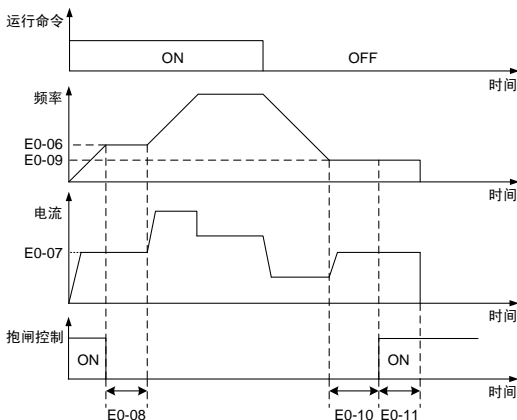 运行命令
ON
OFF
时间
频率
E0-06
E0-09
时间
电流
E0-07
时间
抱闸控制
ON
ON
时间
E0-08
E0-10
E0-11